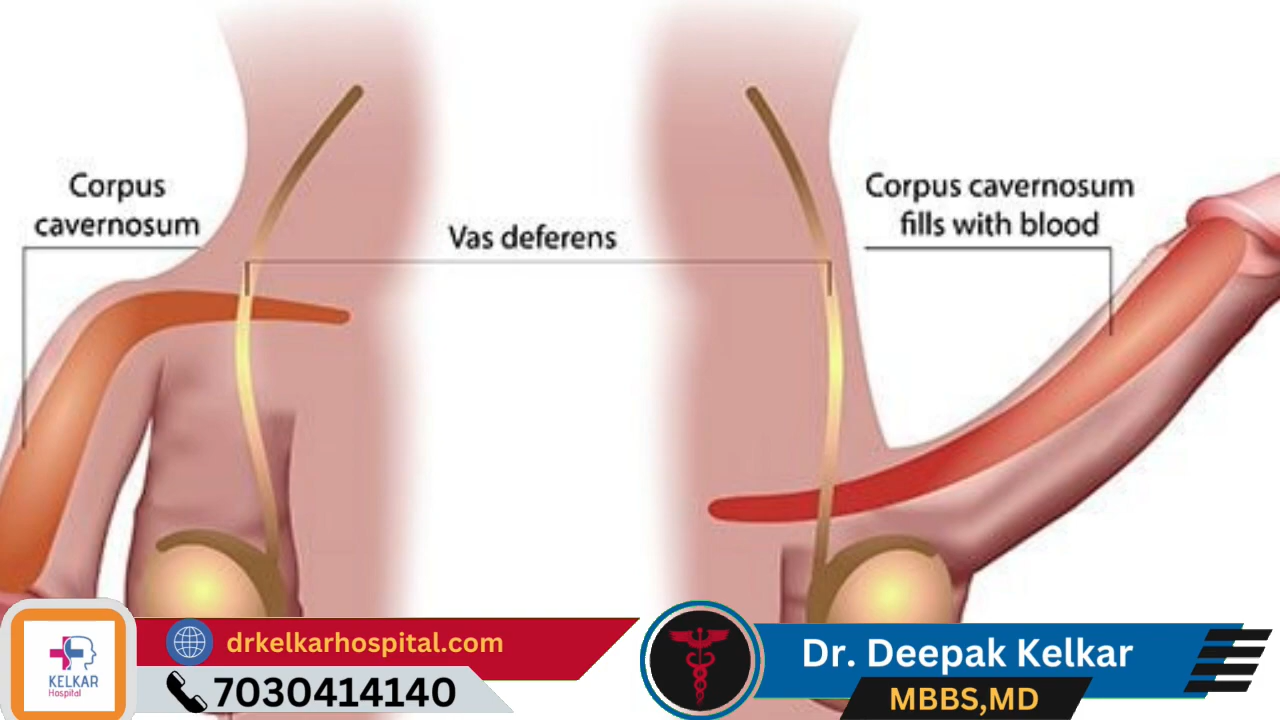 Corpus
cavernosum
Vas deferens
Corpus cavernosum
fills with blood
KELKAR
Hospital
drkelkarhospital.com
7030414140
Dr. Deepak Kelkar
MBBS,MD